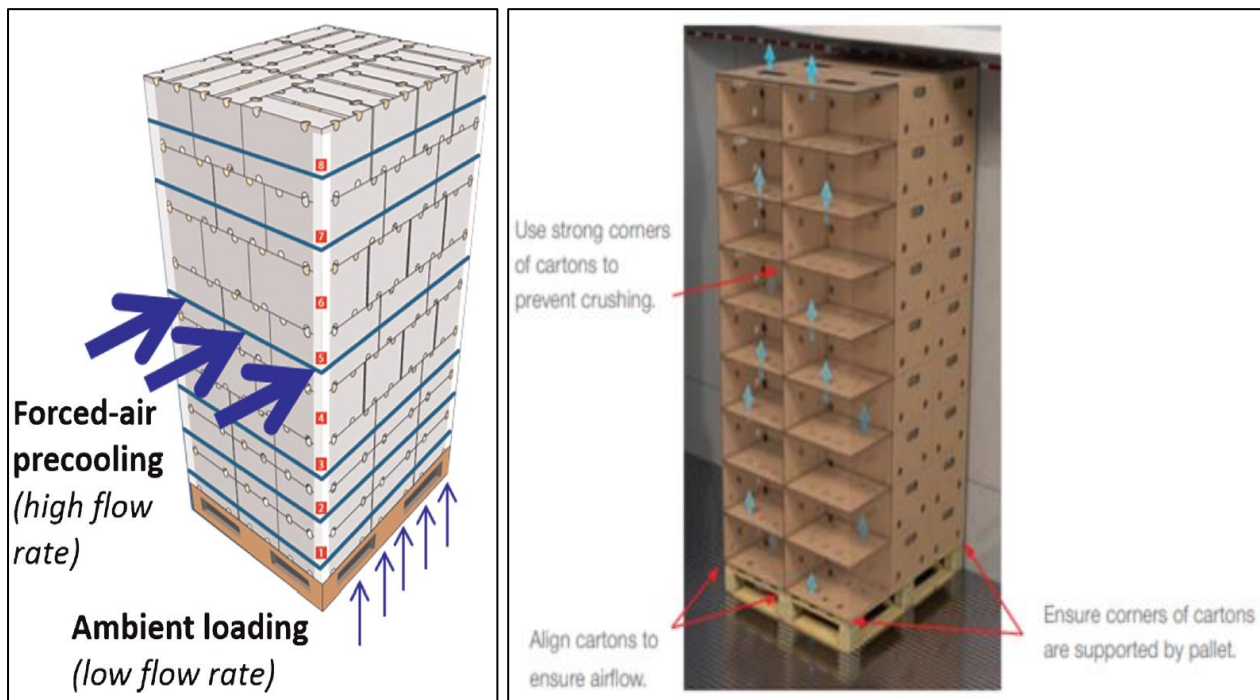 8
7
6
5
4
3
2
1
Forced-air
precooling
(high flow
rate)
Ambient loading
(low flow rate)
Use strong corners
of cartons to
prevent crushing.
Align cartons to
ensure airflow.
Ensure corners of cartons
are supported by pallet.